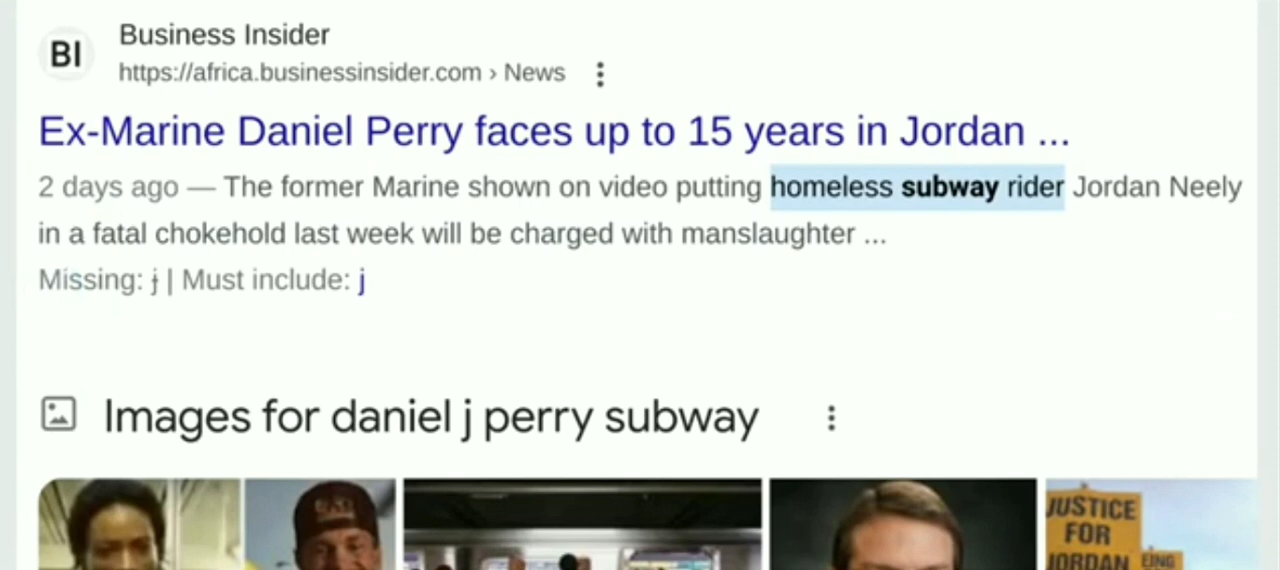 BI
Business Insider
https://africa.businessinsider.com › News
Ex-Marine Daniel Perry faces up to 15 years in Jordan ...
2 days ago — The former Marine shown on video putting homeless subway rider Jordan Neely
in a fatal chokehold last week will be charged with manslaughter ...
Missing: j | Must include: j
Images for daniel j perry subway
JUSTICE
FOR
JORDAN